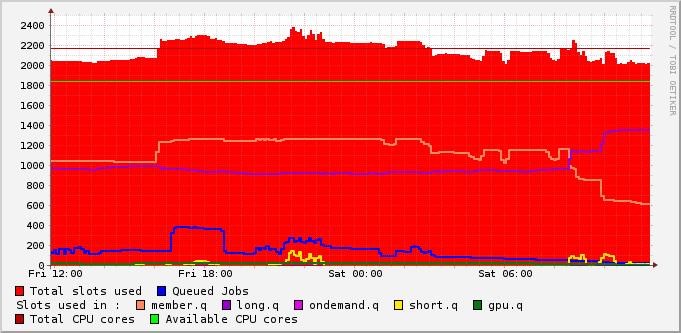 2400
2200
2000
1800
1600
1400
1200
1000
800
600
400
200
0
Fri 12:00 Fri 18:00 Sat 00:00 Sat 06:00
RRDTOOL / TOBI OETIKER
Total slots used Queued Jobs
Slots used in : member.q long.q ondemand.q short.q gpu.q
Total CPU cores Available CPU cores